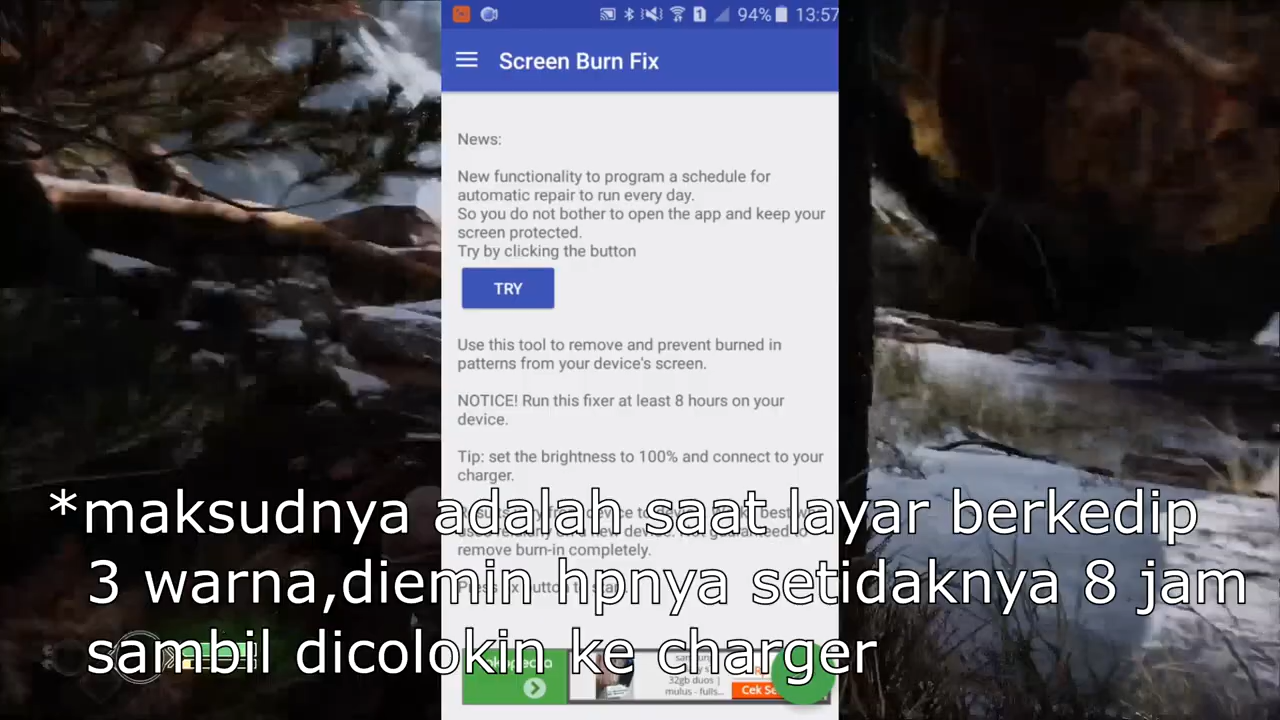 94% 13:57
Screen Burn Fix
News:
New functionality to program a schedule for
automatic repair to run every day.
So you do not bother to open the app and keep your
screen protected.
Try by clicking the button
TRY
Use this tool to remove and prevent burned in
patterns from your device's screen.
NOTICE! Run this fixer at least 8 hours on your
device.
Tip: set the brightness to 100% and connect to your
charger.
*maksudnya adalah saat layar berkedip
remove burn-in completely.
3 warna,diemin hpnya setidaknya 8 jam
sambil dicolokin ke charger
32gb duos ]
mulus - fulls...
Cek